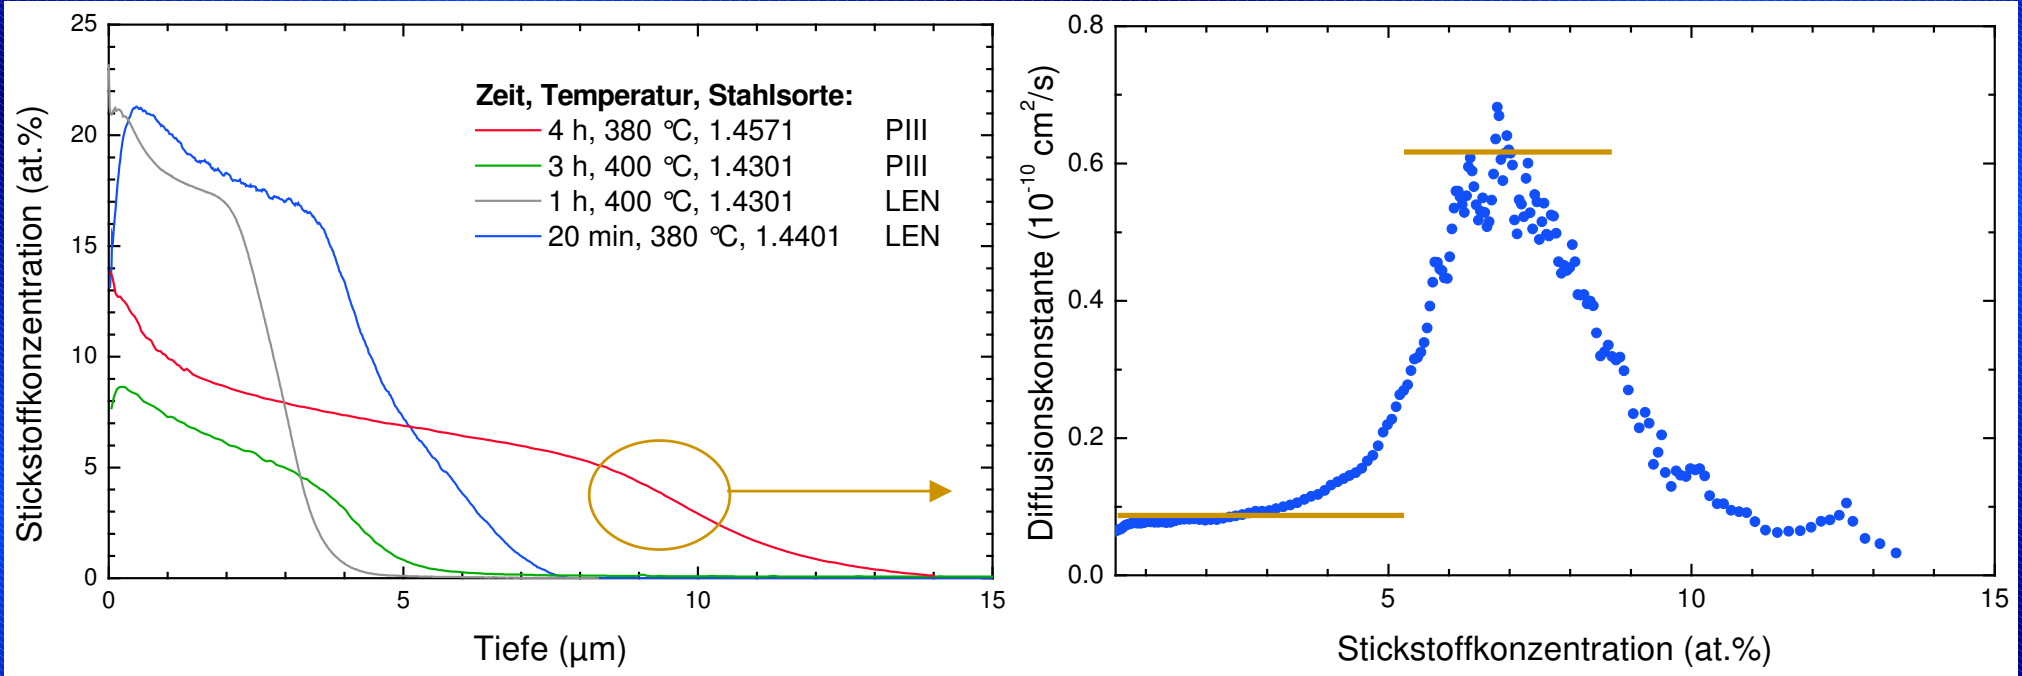 25
20
15
10
5
0
0
5
10
15
Stickstoffkonzentration (at.%)
Tiefe (µm)
Zeit, Temperatur, Stahlsorte:
4 h, 380 °C, 1.4571 PIII
3 h, 400 °C, 1.4301 PIII
1 h, 400 °C, 1.4301 LEN
20 min, 380 °C, 1.4401 LEN
0.8
0.6
0.4
0.2
0.0
5
10
15
Diffusionskonstante (10⁻¹⁰ cm²/s)
Stickstoffkonzentration (at.%)